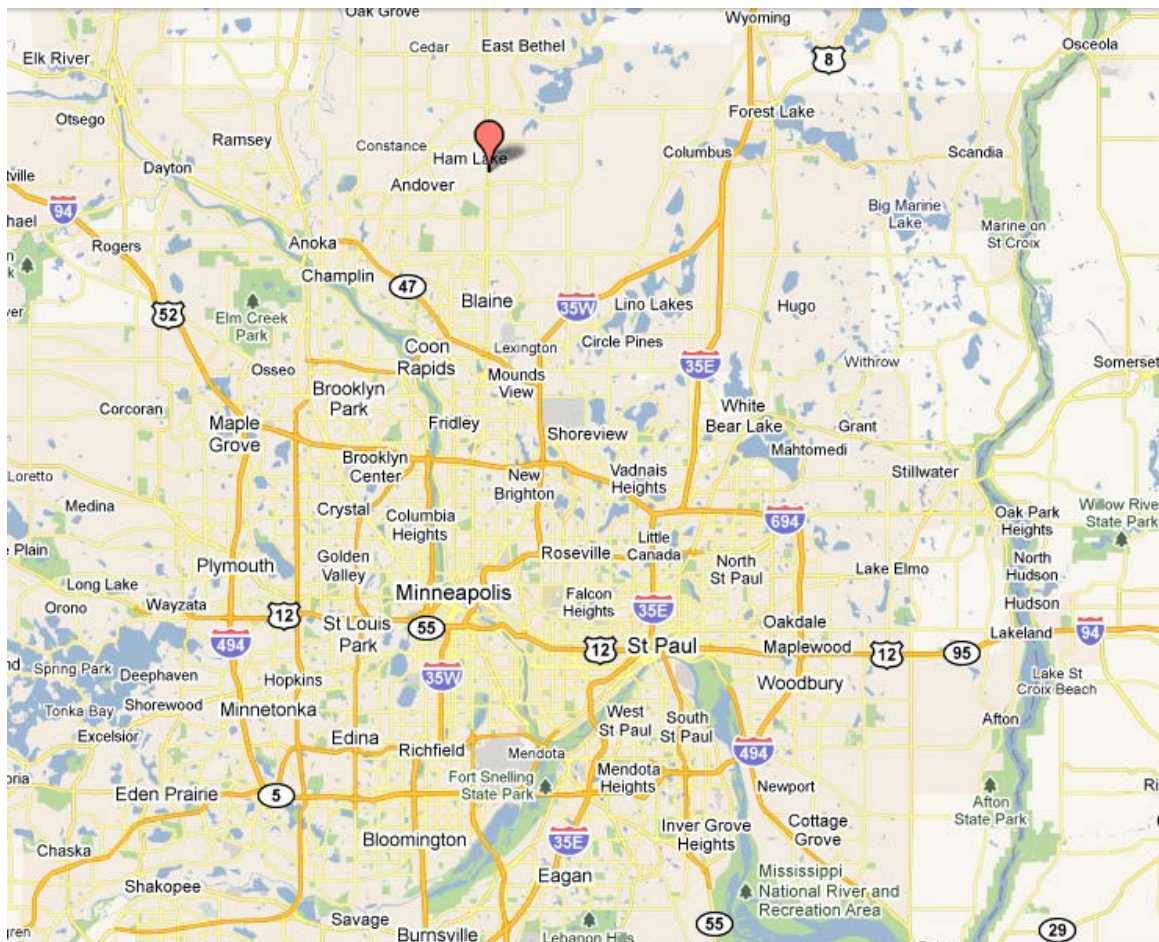 Oak Grove
Wyoming
Cedar
East Bethel
Osceola
Elk River
8
Otsego
Forest Lake
Ramsey
Constance
Columbus
Scandia
Ham Lake
Dayton
Andover
94
Big Marine
Lake
Marine on
St Croix
Rogers
Anoka
Champlin
47
Blaine
35W
Lino Lakes
Hugo
52
Elm Creek
Park
Circle Pines
Lexington
Coon
Rapids
35E
Withrow
Somerset
Osseo
Mounds
View
Brooklyn
Park
Corcoran
White
Bear Lake
Maple
Grove
Fridley
Shoreview
Grant
Mahtomedi
Brooklyn
Center
New
Brighton
Vadnais
Heights
Stillwater
Loretto
Medina
Crystal
Columbia
Heights
694
Oak Park
Heights
Willow River
State Park
Plymouth
Golden
Valley
Roseville
Little
Canada
North
St Paul
Lake Elmo
North
Hudson
Long Lake
Minneapolis
Falcon
Heights
Orono
Wayzata
12
35E
Hudson
St Louis
Park
55
Oakdale
494
12
St Paul
Maplewood
12
95
Lakeland
94
Spring Park
Deephaven
Hopkins
35W
Woodbury
Lake St
Croix Beach
Tonka Bay
Shorewood
Minnetonka
West
St Paul
South
St Paul
Afton
Excelsior
Edina
Richfield
Mendota
494
Fort Snelling
State Park
Mendota
Heights
Newport
Eden Prairie
5
Afton
State Park
Bloomington
35E
Inver Grove
Heights
Cottage
Grove
Chaska
Eagan
Mississippi
National River and
Recreation Area
Shakopee
Savage
55
29
Burnsville